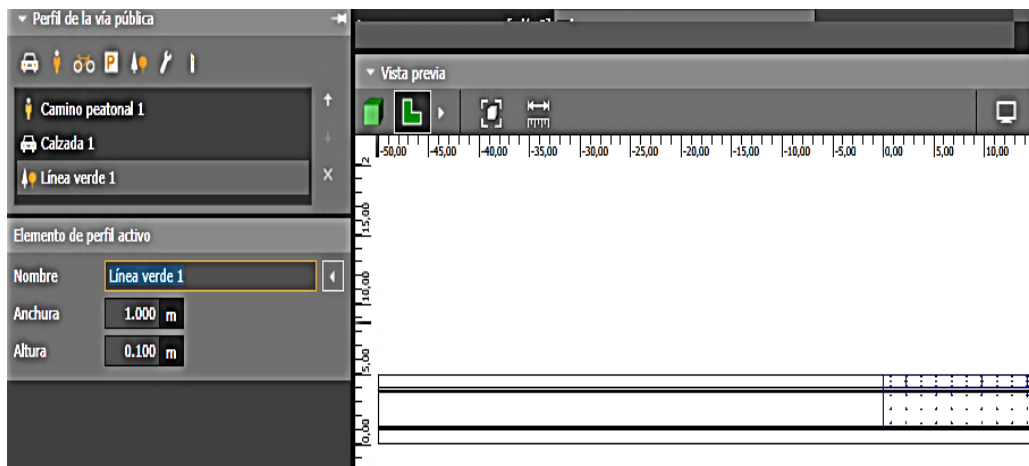 Perfil de la vía pública
P
Camino peatonal 1
Calzada 1
Línea verde 1
Elemento de perfil activo
Nombre Línea verde 1
Anchura 1.000 m
Altura 0.100 m
Vista previa
-50,00 -45,00 -40,00 -35,00 -30,00 -25,00 -20,00 -15,00 -10,00 -5,00 0,00 5,00 10,00
15,00
10,00
5,00
0,00